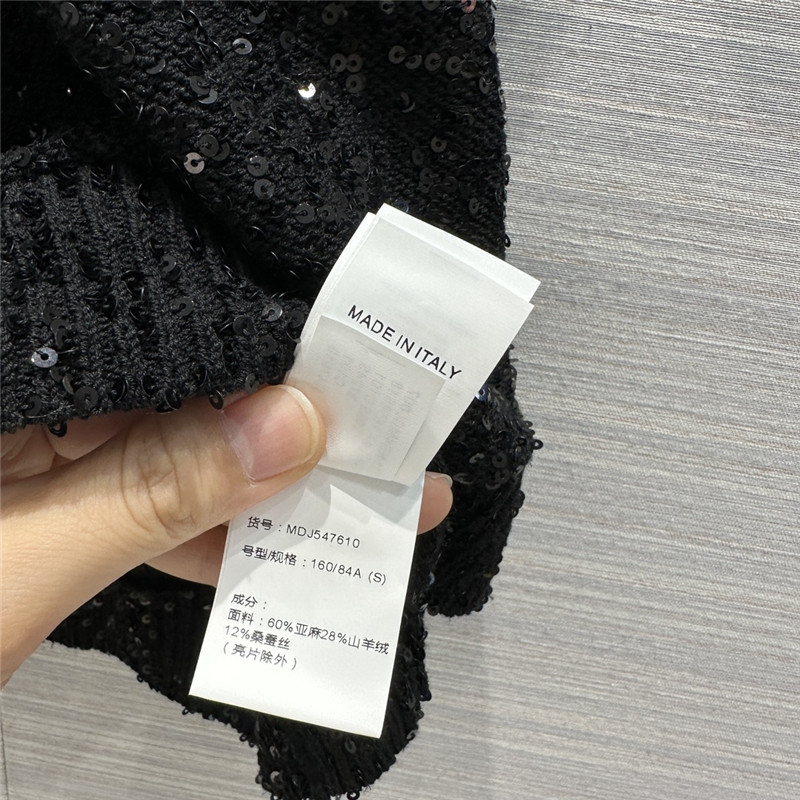 MADE IN ITALY
货号：MDJ547610
号型/规格：160/84A (S)
成分：
面料：60%亚麻28%山羊绒
12%桑蚕丝
（亮片除外）